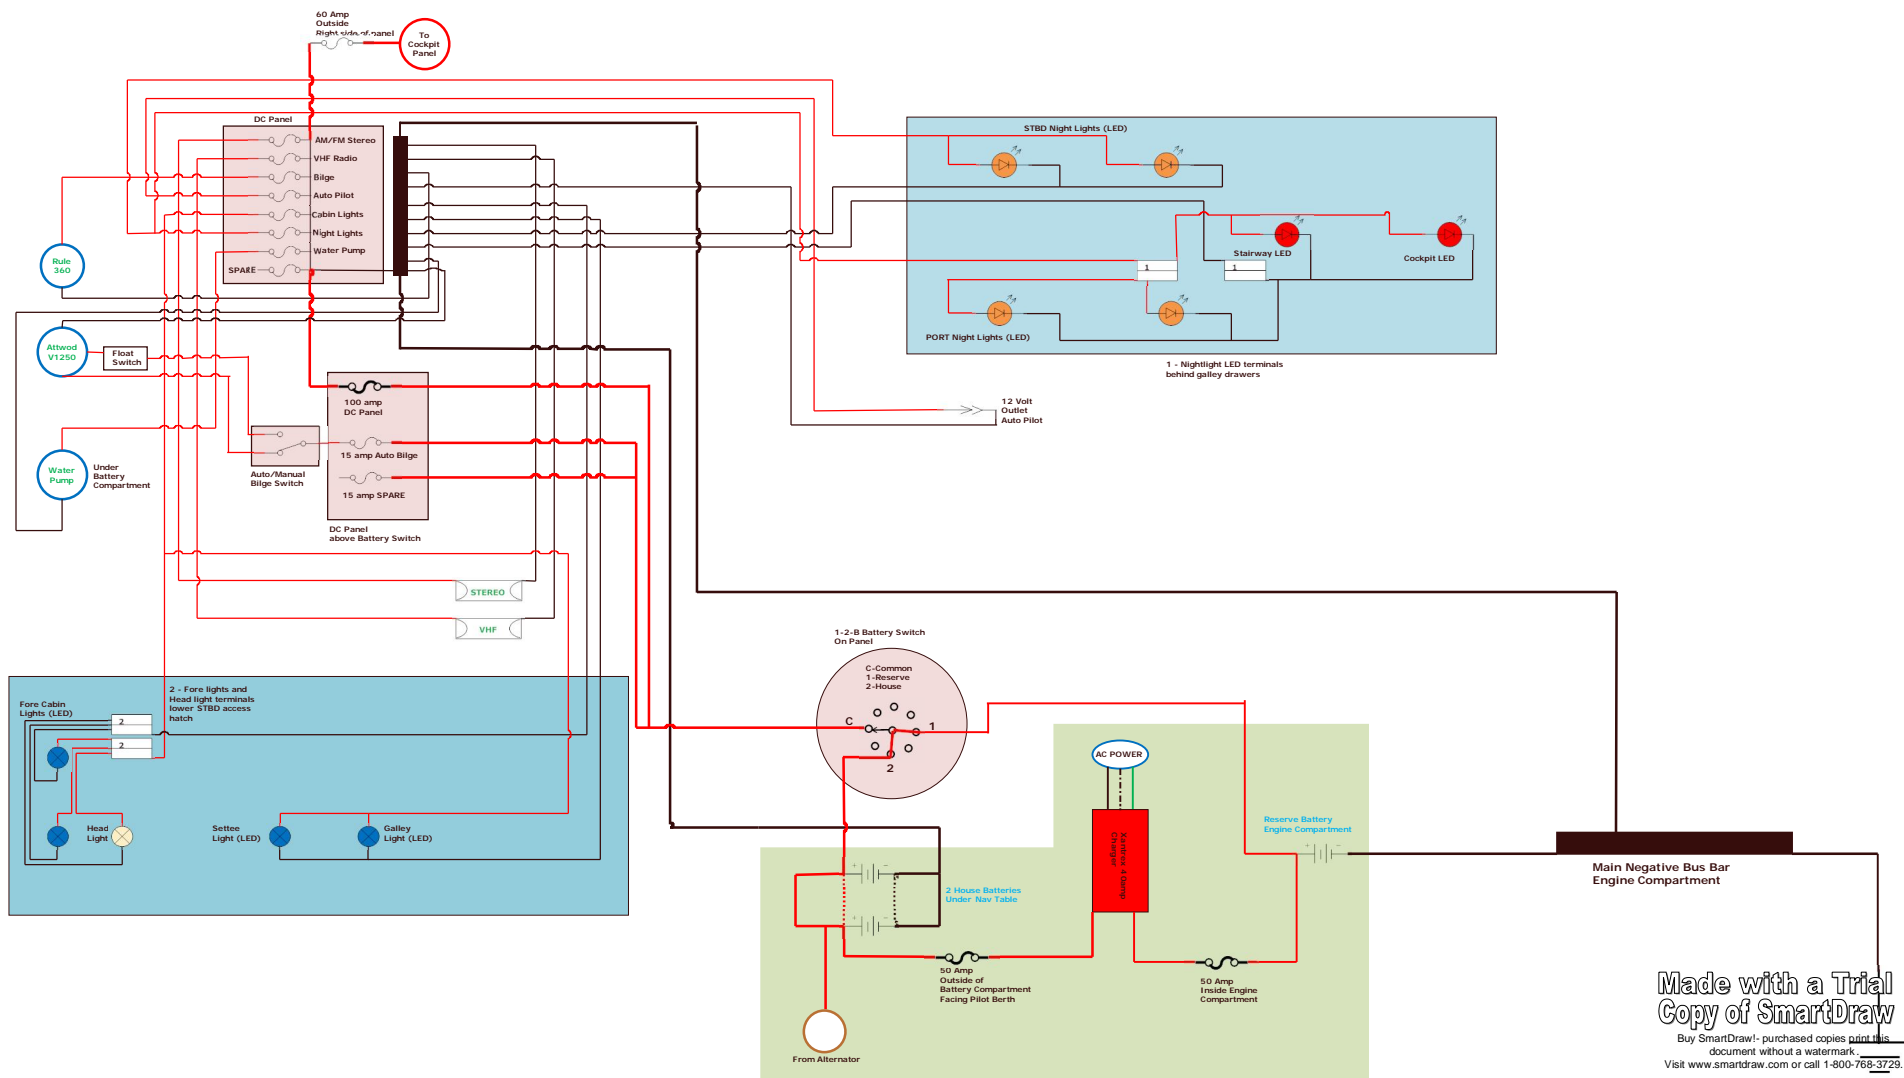 60 Amp
Outside
Right side of panel
To
Cockpit
Panel
DC Panel
AM/FM Stereo
VHF Radio
Bilge
Auto Pilot
Cabin Lights
Night Lights
Water Pump
SPARE
Rule
360
Attwod
V1250
Float
Switch
Water
Pump
Under
Battery
Compartment
Auto/Manual
Bilge Switch
100 amp
DC Panel
15 amp Auto Bilge
15 amp SPARE
DC Panel
above Battery Switch
STBD Night Lights (LED)
Stairway LED
Cockpit LED
1
1
PORT Night Lights (LED)
1 - Nightlight LED terminals
behind galley drawers
12 Volt
Outlet
Auto Pilot
STEREO
VHF
2 - Fore lights and
Head light terminals
lower STBD access
hatch
Fore Cabin
Lights (LED)
2
2
Head
Light
Settee
Light (LED)
Galley
Light (LED)
1-2-B Battery Switch
On Panel
C-Common
1-Reserve
2-House
C
1
2
AC POWER
Xantrex 40amp
Charger
Reserve Battery
Engine Compartment
2 House Batteries
Under Nav Table
50 Amp
Outside of
Battery Compartment
Facing Pilot Berth
50 Amp
Inside Engine
Compartment
From Alternator
Main Negative Bus Bar
Engine Compartment
Made with a Trial
Copy of SmartDraw
Buy SmartDraw!- purchased copies print this
document without a watermark .
Visit www.smartdraw.com or call 1-800-768-3729.